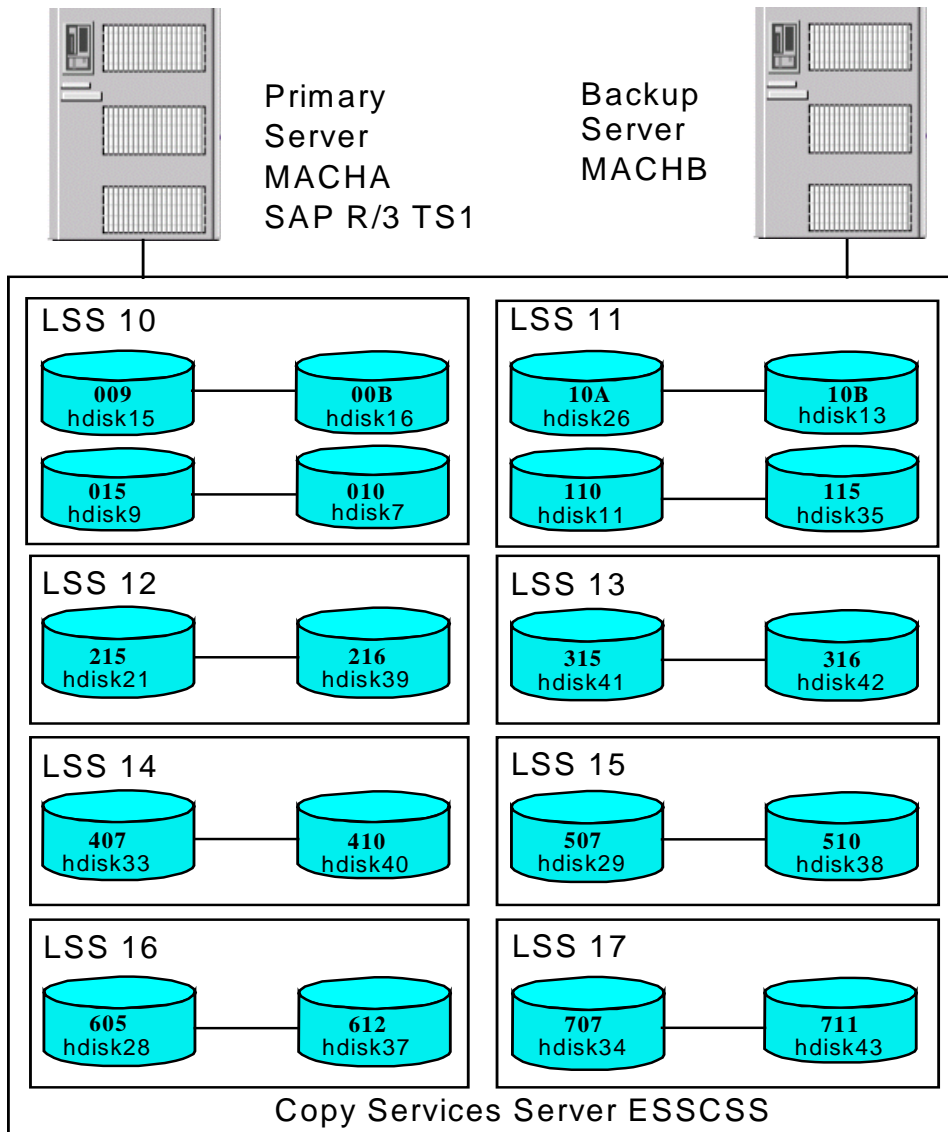 Primary
Server
MACHA
SAP R/3 TS1
Backup
Server
MACHB
LSS 10
009
hdisk15
00B
hdisk16
015
hdisk9
010
hdisk7
LSS 11
10A
hdisk26
10B
hdisk13
110
hdisk11
115
hdisk35
LSS 12
215
hdisk21
216
hdisk39
LSS 13
315
hdisk41
316
hdisk42
LSS 14
407
hdisk33
410
hdisk40
LSS 15
507
hdisk29
510
hdisk38
LSS 16
605
hdisk28
612
hdisk37
LSS 17
707
hdisk34
711
hdisk43
Copy Services Server ESSCSS